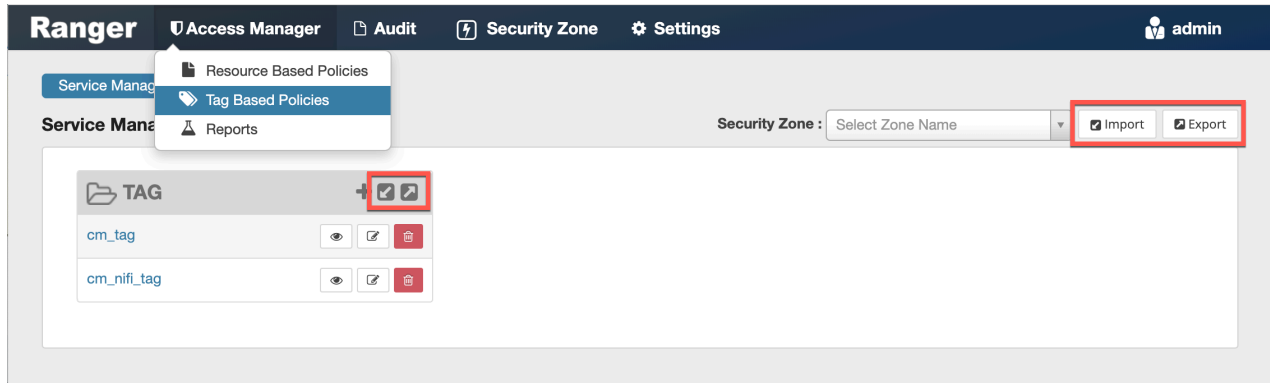 Ranger Access Manager Audit Security Zone Settings admin
Resource Based Policies
Service Manag
Tag Based Policies
Service Mana
Reports
Security Zone : Select Zone Name Import Export
TAG
cm_tag
cm_nifi_tag